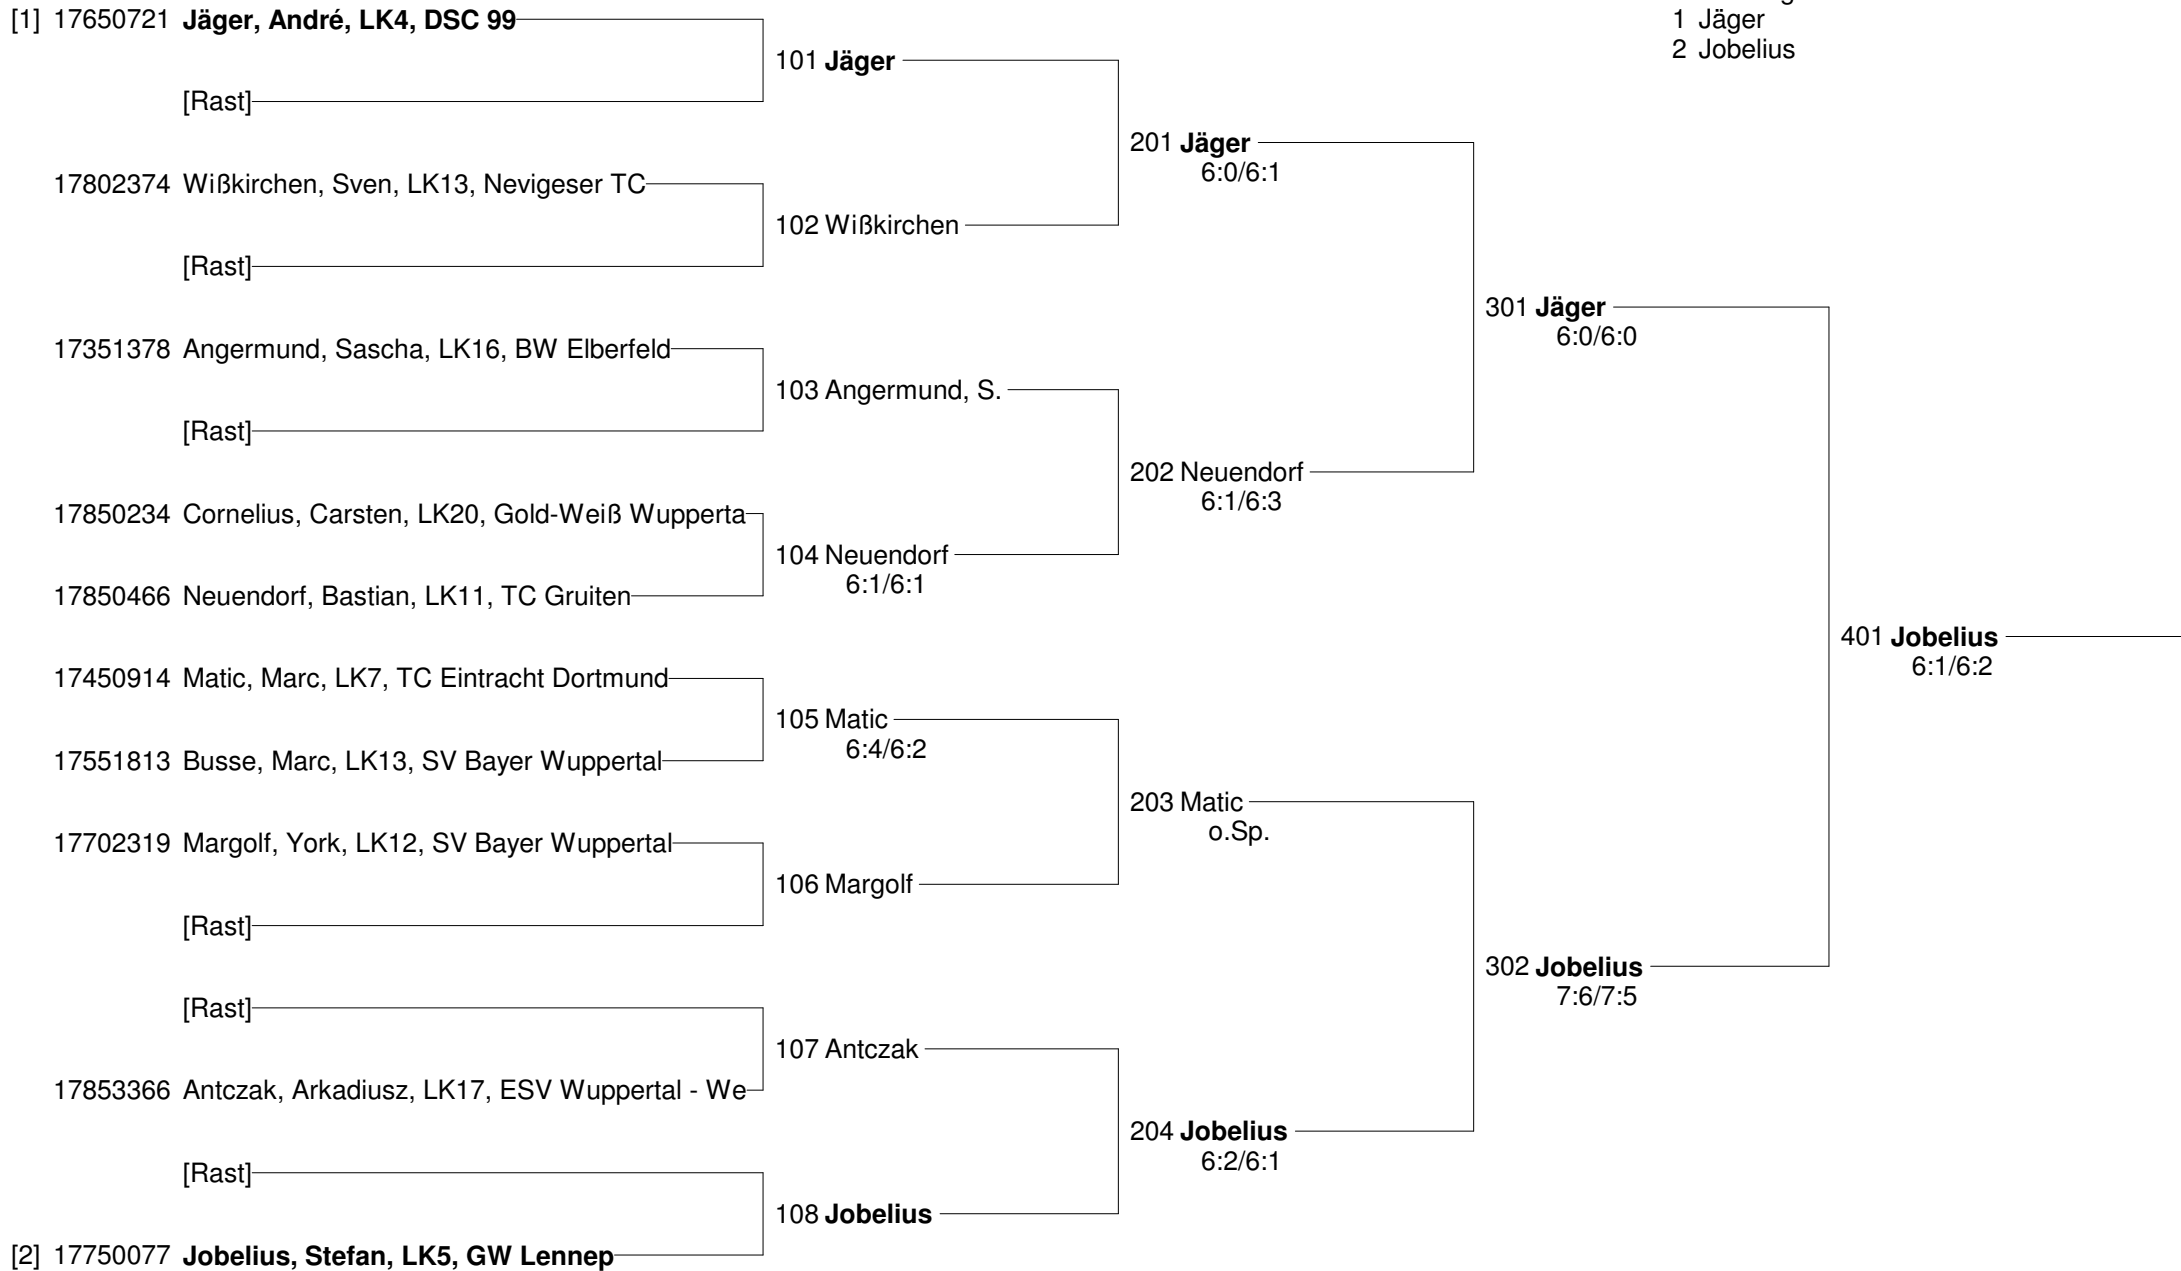 [1] 17650721 Jäger, André, LK4, DSC 99
1 Jäger
2 Jobelius
101 Jäger
[Rast]
201 Jäger
6:0/6:1
17802374 Wißkirchen, Sven, LK13, Nevigeser TC
102 Wißkirchen
[Rast]
301 Jäger
6:0/6:0
17351378 Angermund, Sascha, LK16, BW Elberfeld
103 Angermund, S.
[Rast]
202 Neuendorf
6:1/6:3
17850234 Cornelius, Carsten, LK20, Gold-Weiß Wupperta
104 Neuendorf
6:1/6:1
17850466 Neuendorf, Bastian, LK11, TC Gruiten
401 Jobelius
6:1/6:2
17450914 Matic, Marc, LK7, TC Eintracht Dortmund
105 Matic
6:4/6:2
17551813 Busse, Marc, LK13, SV Bayer Wuppertal
203 Matic
o.Sp.
17702319 Margolf, York, LK12, SV Bayer Wuppertal
106 Margolf
[Rast]
302 Jobelius
7:6/7:5
[Rast]
107 Antczak
17853366 Antczak, Arkadiusz, LK17, ESV Wuppertal - We
204 Jobelius
6:2/6:1
[Rast]
108 Jobelius
[2] 17750077 Jobelius, Stefan, LK5, GW Lennep